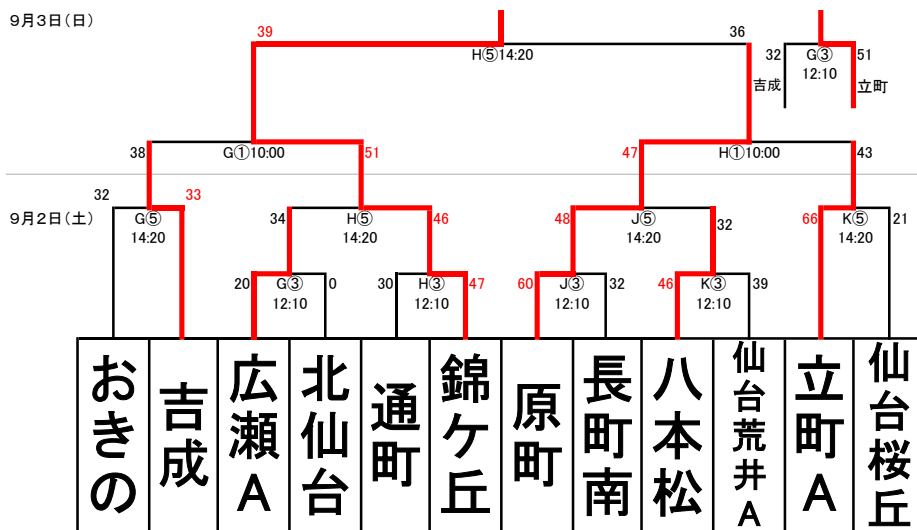 9月3日(日)
39
36
H⑤14:20
32
G③
51
12:10
吉成
立町
38
G①10:00
51
47
H①10:00
43
9月2日(土)
32
33
G⑤
14:20
34
H⑤
46
14:20
48
J⑤
32
14:20
66
K⑤
21
14:20
20
G③
0
12:10
30
H③
47
12:10
60
J③
32
12:10
46
K③
39
12:10
おきの
吉成
広瀬A
北仙台
通町
錦ケ丘
原町
長町南
八本松
仙台荒井A
立町A
仙台桜丘